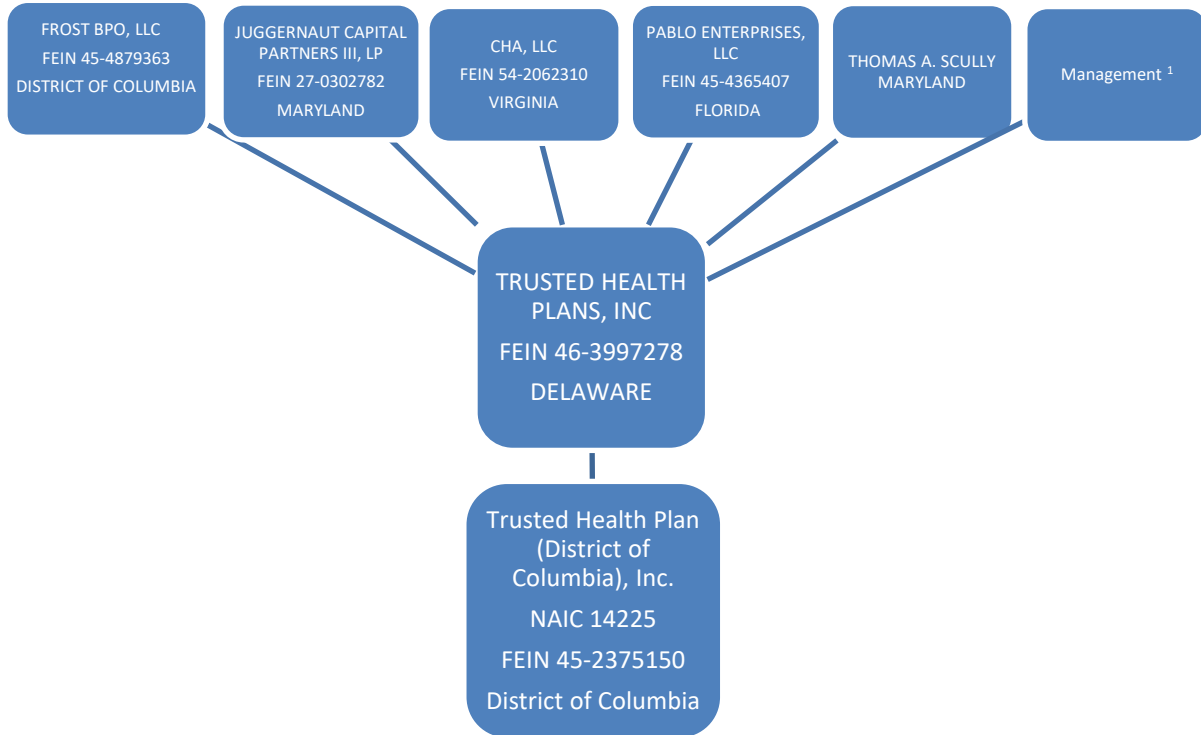 FROST BPO, LLC
FEIN 45-4879363
DISTRICT OF COLUMBIA
JUGGERNAUT CAPITAL
PARTNERS III, LP
FEIN 27-0302782
MARYLAND
CHA, LLC
FEIN 54-2062310
VIRGINIA
PABLO ENTERPRISES,
LLC
FEIN 45-4365407
FLORIDA
THOMAS A. SCULLY
MARYLAND
Management ¹
TRUSTED HEALTH
PLANS, INC
FEIN 46-3997278
DELAWARE
Trusted Health Plan
(District of
Columbia), Inc.
NAIC 14225
FEIN 45-2375150
District of Columbia